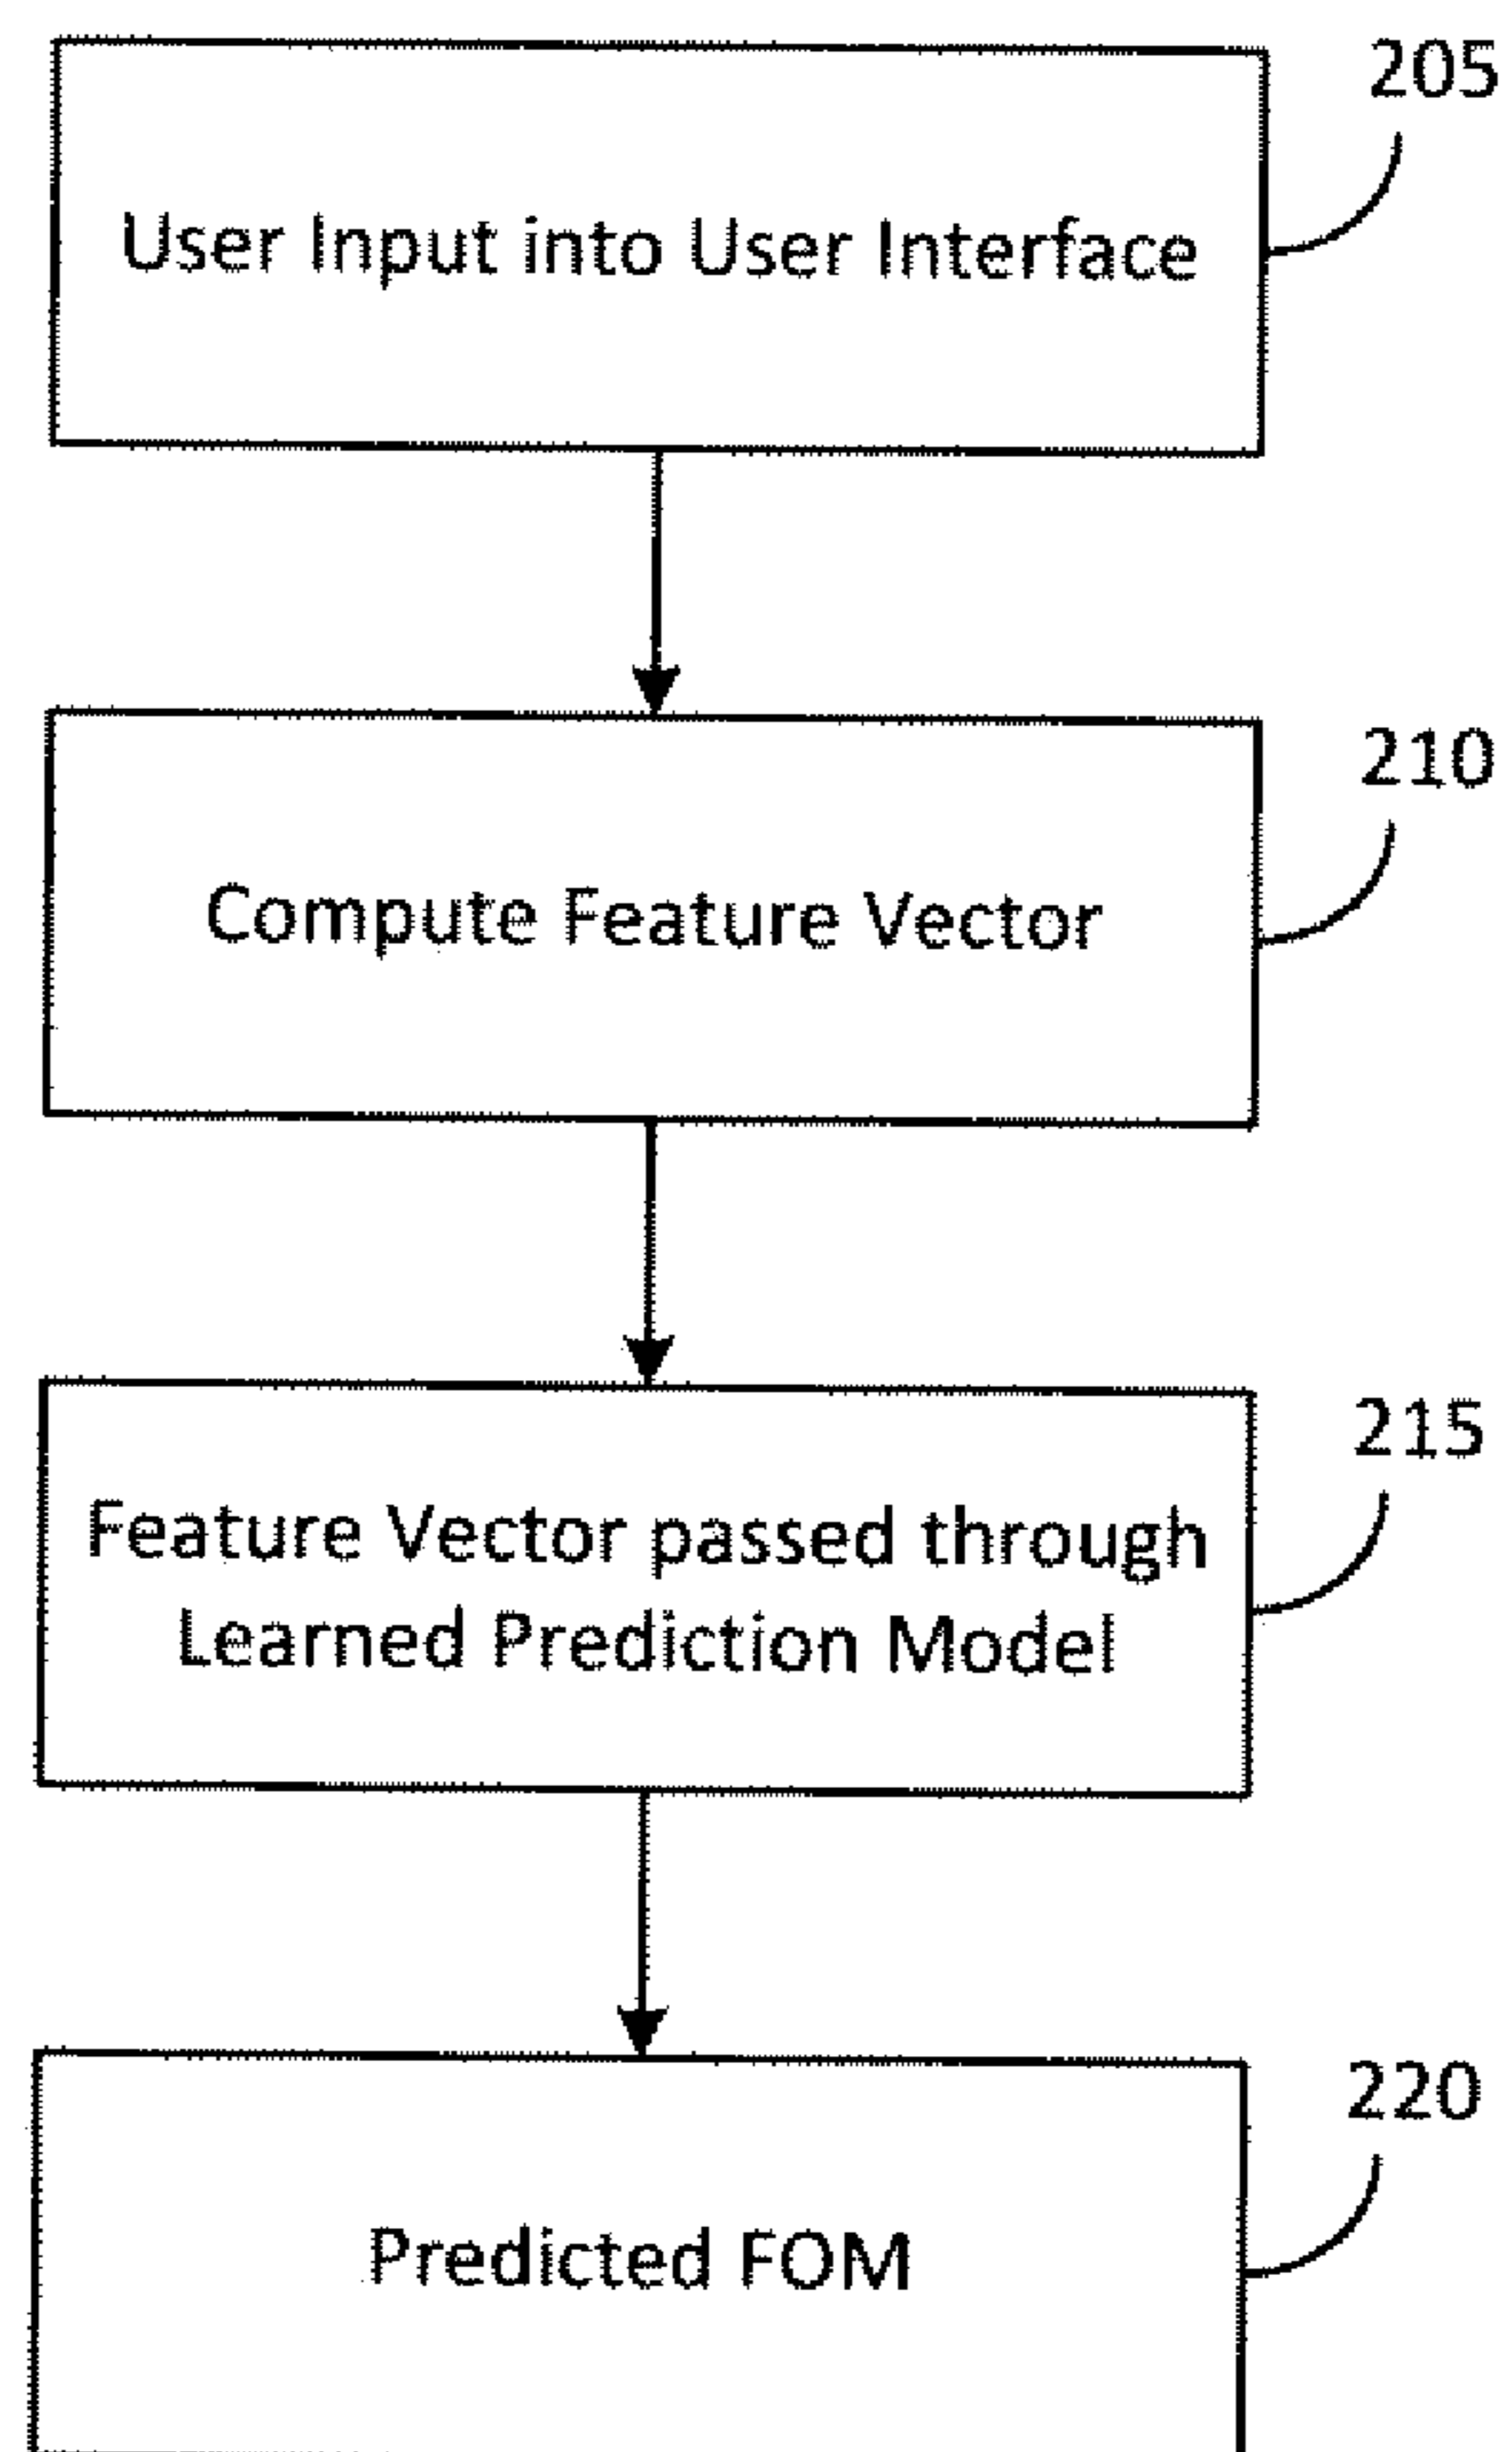 205
User Input into User Interface
210
Compute Feature Vector
215
Feature Vector passed through
Learned Prediction Model
220
Predicted FOM